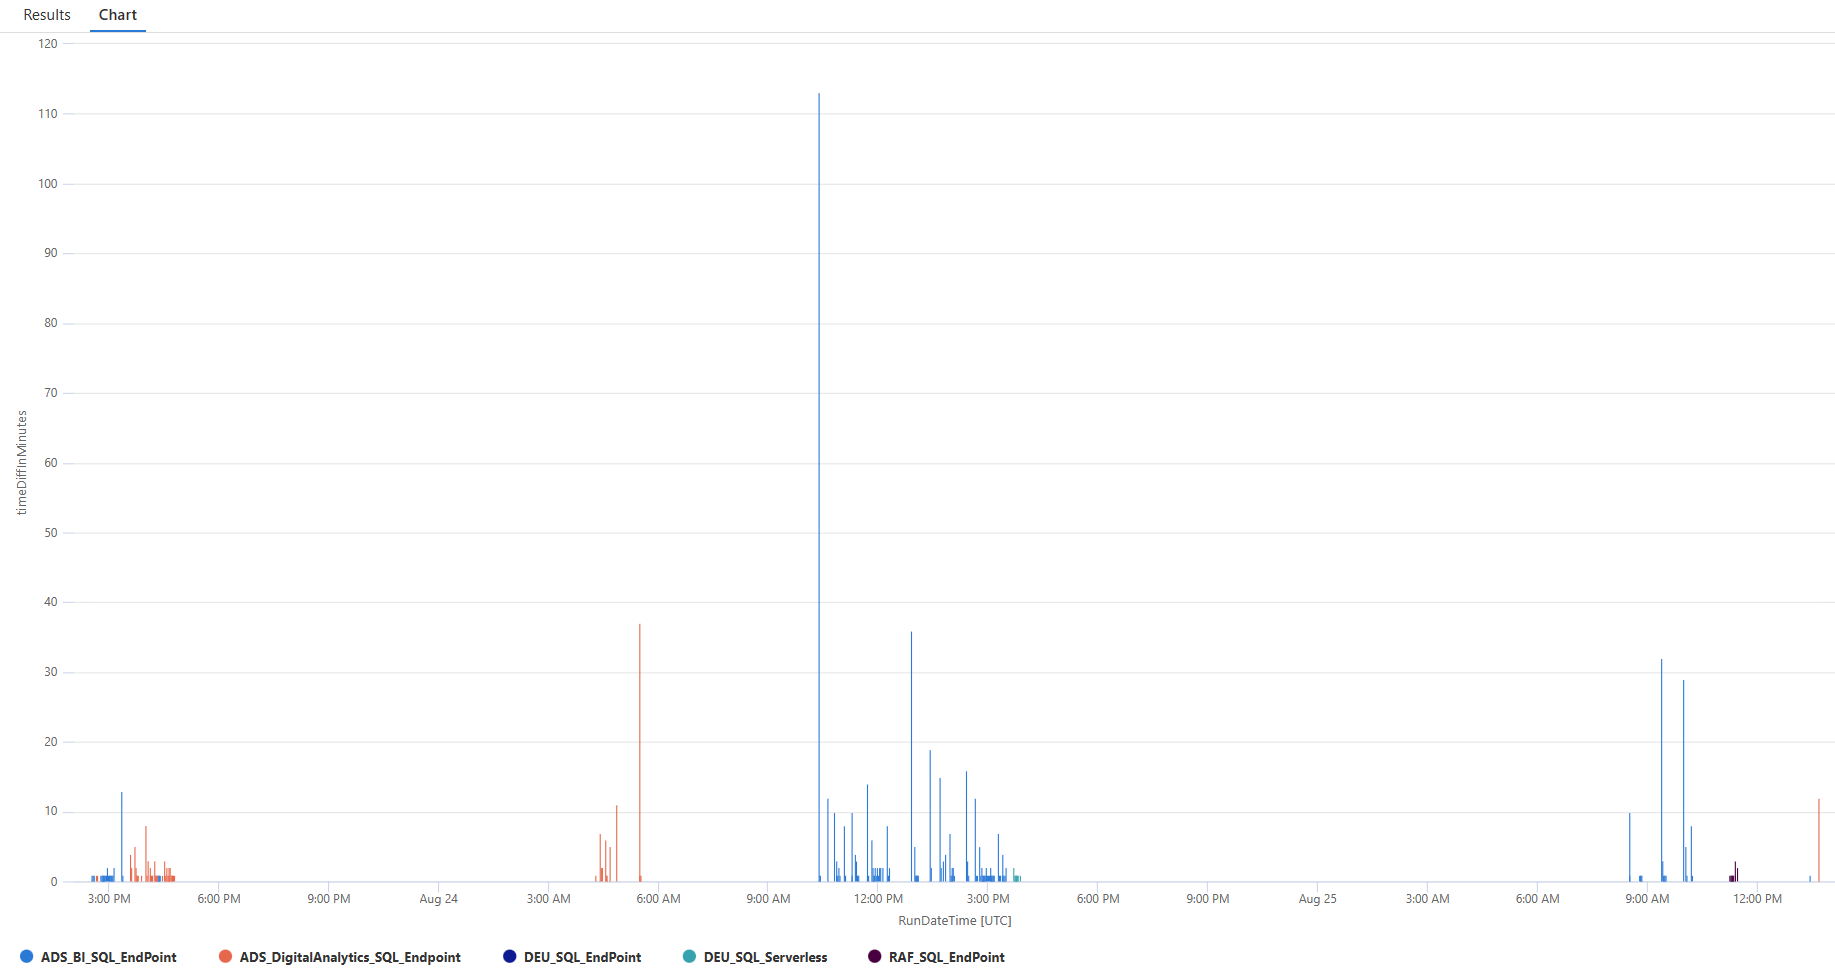 Results Chart
120
110
100
90
80
70
60
50
40
30
20
10
0
timeDiffInMinutes
3:00 PM 6:00 PM 9:00 PM Aug 24 3:00 AM 6:00 AM 9:00 AM 12:00 PM 3:00 PM 6:00 PM 9:00 PM Aug 25 3:00 AM 6:00 AM 9:00 AM 12:00 PM
RunDateTime [UTC]
ADS_BI_SQL_EndPoint ADS_DigitalAnalytics_SQL_Endpoint DEU_SQL_EndPoint DEU_SQL_Serverless RAF_SQL_EndPoint